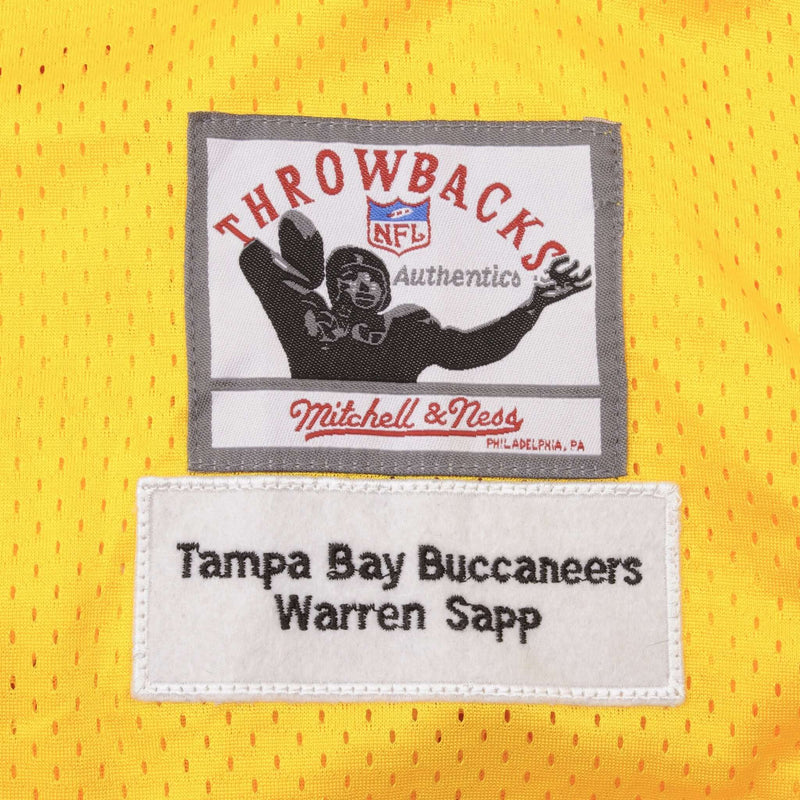 THROWBACKS
NFL
Authentics
Mitchell & Ness
PHILADELPHIA, PA
Tampa Bay Buccaneers
Warren Sapp